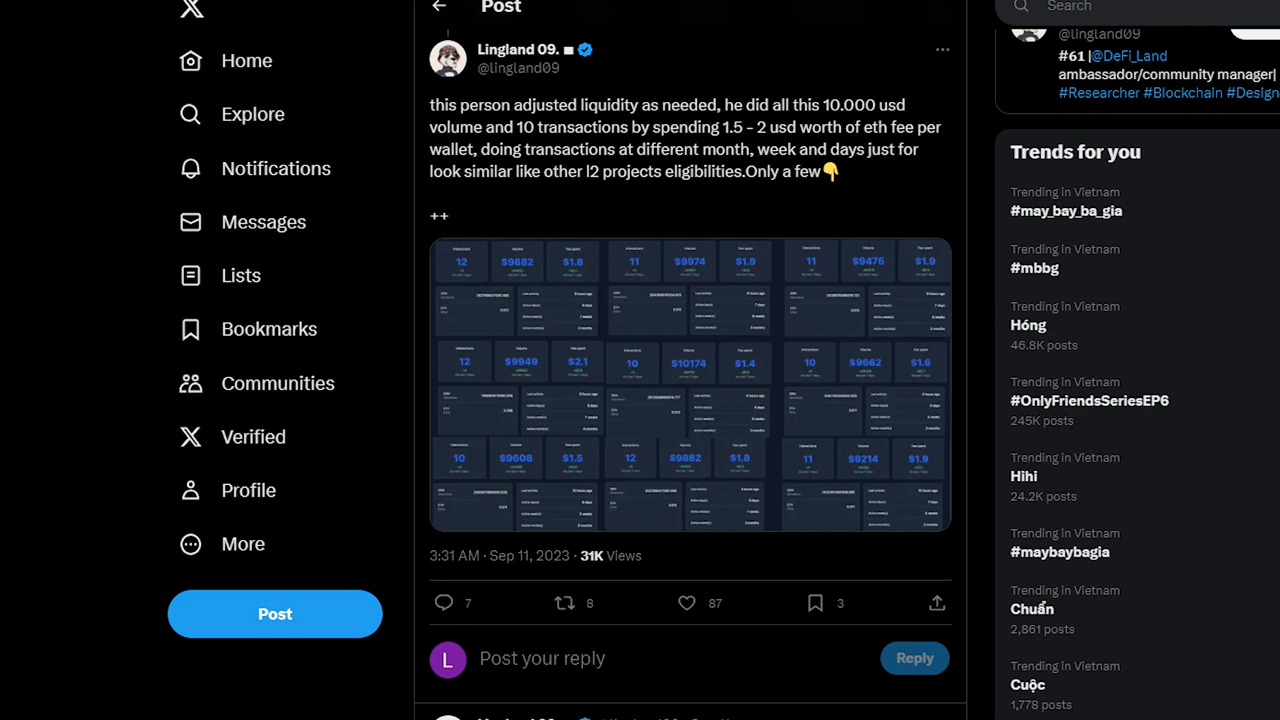 Home
Explore
Notifications
Messages
Lists
Bookmarks
Communities
Verified
Profile
More
Post
Post
Lingland 09.
@lingland09
this person adjusted liquidity as needed, he did all this 10.000 usd
volume and 10 transactions by spending 1.5 - 2 usd worth of eth fee per
wallet, doing transactions at different month, week and days just for
look similar like other l2 projects eligibilities.Only a few👇
++
Interactions Volume Fee spent
12 $9882 $1.8
11 $9974 $1.9
11 $9475 $1.9
12 $9949 $2.1
10 $10174 $1.4
10 $9662 $1.6
10 $9608 $1.5
12 $9882 $1.8
11 $9214 $1.9
3:31 AM · Sep 11, 2023 · 31K Views
7 8 87 3
L
Post your reply
Reply
Search
@lingland09
#61 |@DeFi_Land
ambassador/community manager|
#Researcher #Blockchain #Design
Trends for you
Trending in Vietnam
#may_bay_ba_gia
Trending in Vietnam
#mbbg
Trending in Vietnam
Hóng
46.8K posts
Trending in Vietnam
#OnlyFriendsSeriesEP6
245K posts
Trending in Vietnam
Hihi
24.2K posts
Trending in Vietnam
#maybaybagia
Trending in Vietnam
Chuẩn
2,861 posts
Trending in Vietnam
Cuộc
1,778 posts